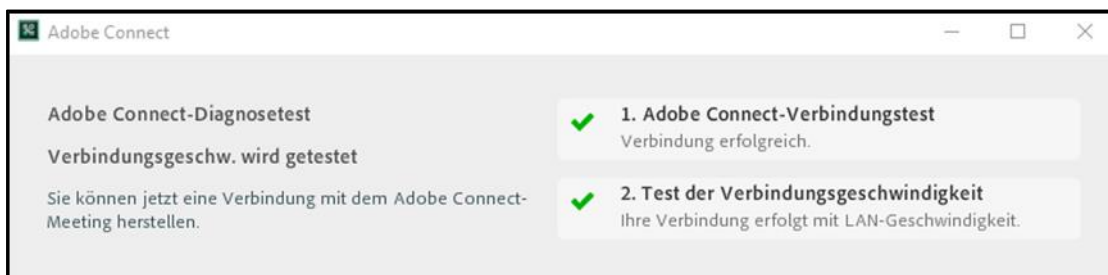 Adobe Connect
Adobe Connect-Diagnosetest
Verbindungsgeschw. wird getestet
Sie können jetzt eine Verbindung mit dem Adobe Connect-
Meeting herstellen.
1. Adobe Connect-Verbindungstest
Verbindung erfolgreich.
2. Test der Verbindungsgeschwindigkeit
Ihre Verbindung erfolgt mit LAN-Geschwindigkeit.